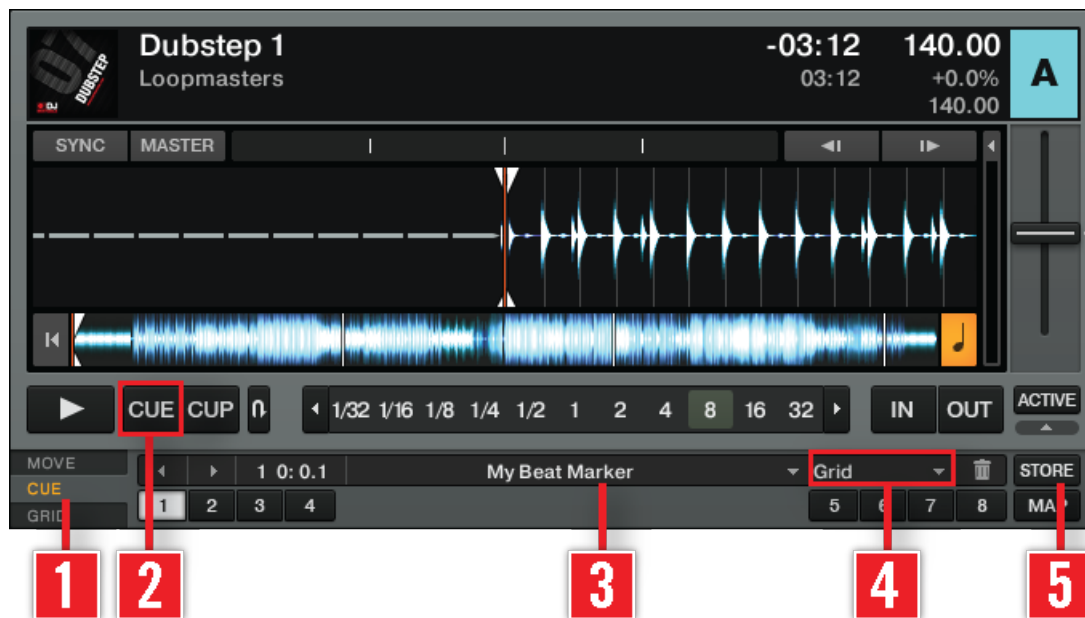 Dubstep 1 -03:12 140.00
Loopmasters 03:12 +0.0%
140.00
A
07 DUBSTEP
DJ
SYNC MASTER
CUE CUP 1/32 1/16 1/8 1/4 1/2 1 2 4 8 16 32 IN OUT ACTIVE
MOVE 1 0:0.1 My Beat Marker Grid STORE
CUE
GRID 1 2 3 4 5 6 7 8 MAP
1 2 3 4 5